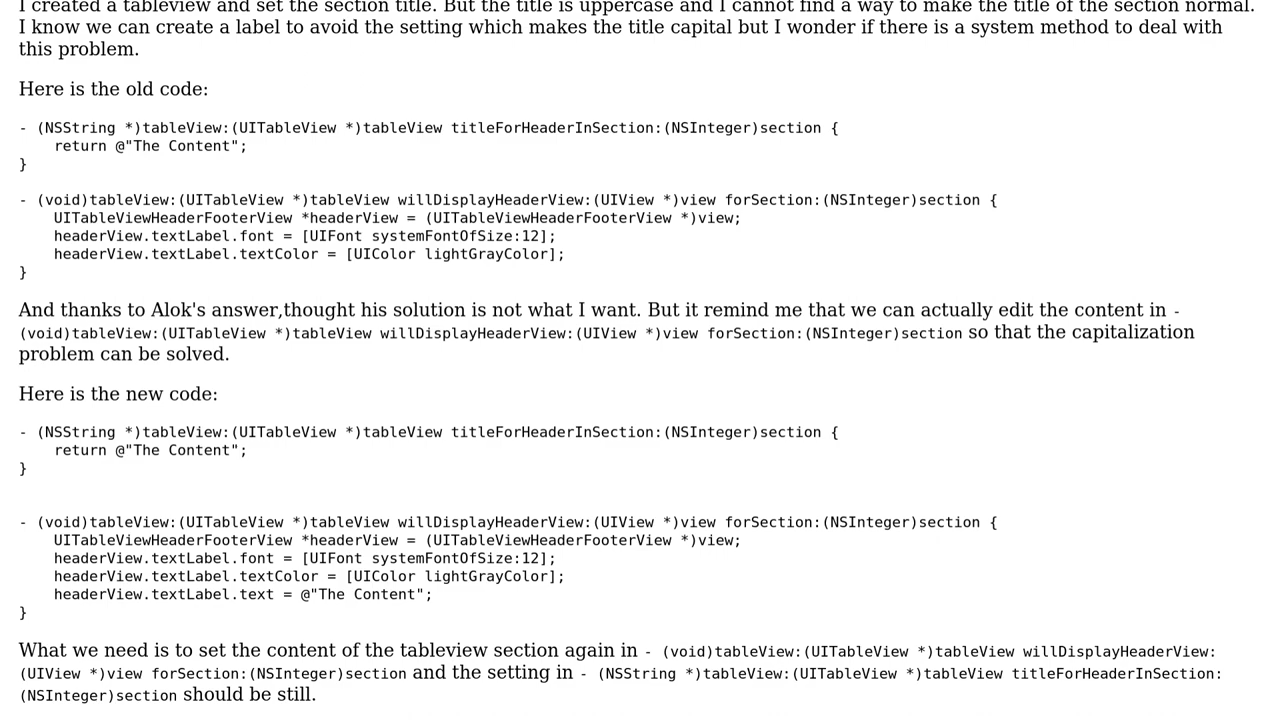 I created a tableview and set the section title. But the title is uppercase and I cannot find a way to make the title of the section normal.
I know we can create a label to avoid the setting which makes the title capital but I wonder if there is a system method to deal with
this problem.
Here is the old code:
- (NSString *)tableView:(UITableView *)tableView titleForHeaderInSection:(NSInteger)section {
    return @"The Content";
}
- (void)tableView:(UITableView *)tableView willDisplayHeaderView:(UIView *)view forSection:(NSInteger)section {
    UITableViewHeaderFooterView *headerView = (UITableViewHeaderFooterView *)view;
    headerView.textLabel.font = [UIFont systemFontOfSize:12];
    headerView.textLabel.textColor = [UIColor lightGrayColor];
}
And thanks to Alok's answer,thought his solution is not what I want. But it remind me that we can actually edit the content in -
(void)tableView:(UITableView *)tableView willDisplayHeaderView:(UIView *)view forSection:(NSInteger)section so that the capitalization
problem can be solved.
Here is the new code:
- (NSString *)tableView:(UITableView *)tableView titleForHeaderInSection:(NSInteger)section {
    return @"The Content";
}
- (void)tableView:(UITableView *)tableView willDisplayHeaderView:(UIView *)view forSection:(NSInteger)section {
    UITableViewHeaderFooterView *headerView = (UITableViewHeaderFooterView *)view;
    headerView.textLabel.font = [UIFont systemFontOfSize:12];
    headerView.textLabel.textColor = [UIColor lightGrayColor];
    headerView.textLabel.text = @"The Content";
}
What we need is to set the content of the tableview section again in - (void)tableView:(UITableView *)tableView willDisplayHeaderView:
(UIView *)view forSection:(NSInteger)section and the setting in - (NSString *)tableView:(UITableView *)tableView titleForHeaderInSection:
(NSInteger)section should be still.